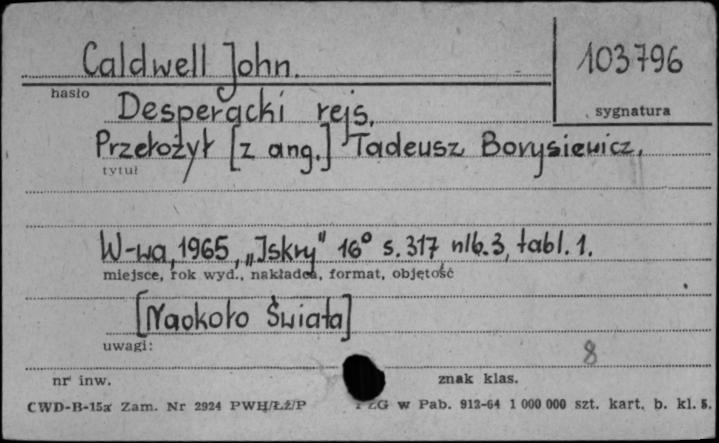 Caldwell John.
103796
hasło
Desperacki rejs.
sygnatura
Przełożył [z ang.] Tadeusz Borysiewicz.
tytuł
W-wa, 1965, „Iskry" 16° s. 317 nlb. 3, tabl. 1.
miejsce, rok wyd., nakładca, format, objętość
[Naokoło Świata]
uwagi:
8
nr inw.
znak klas.
CWD-B-15a Zam. Nr 2924 PWH/ŁŻ/P
PZG w Pab. 912-64 1 000 000 szt. kart. b. kl. 5.